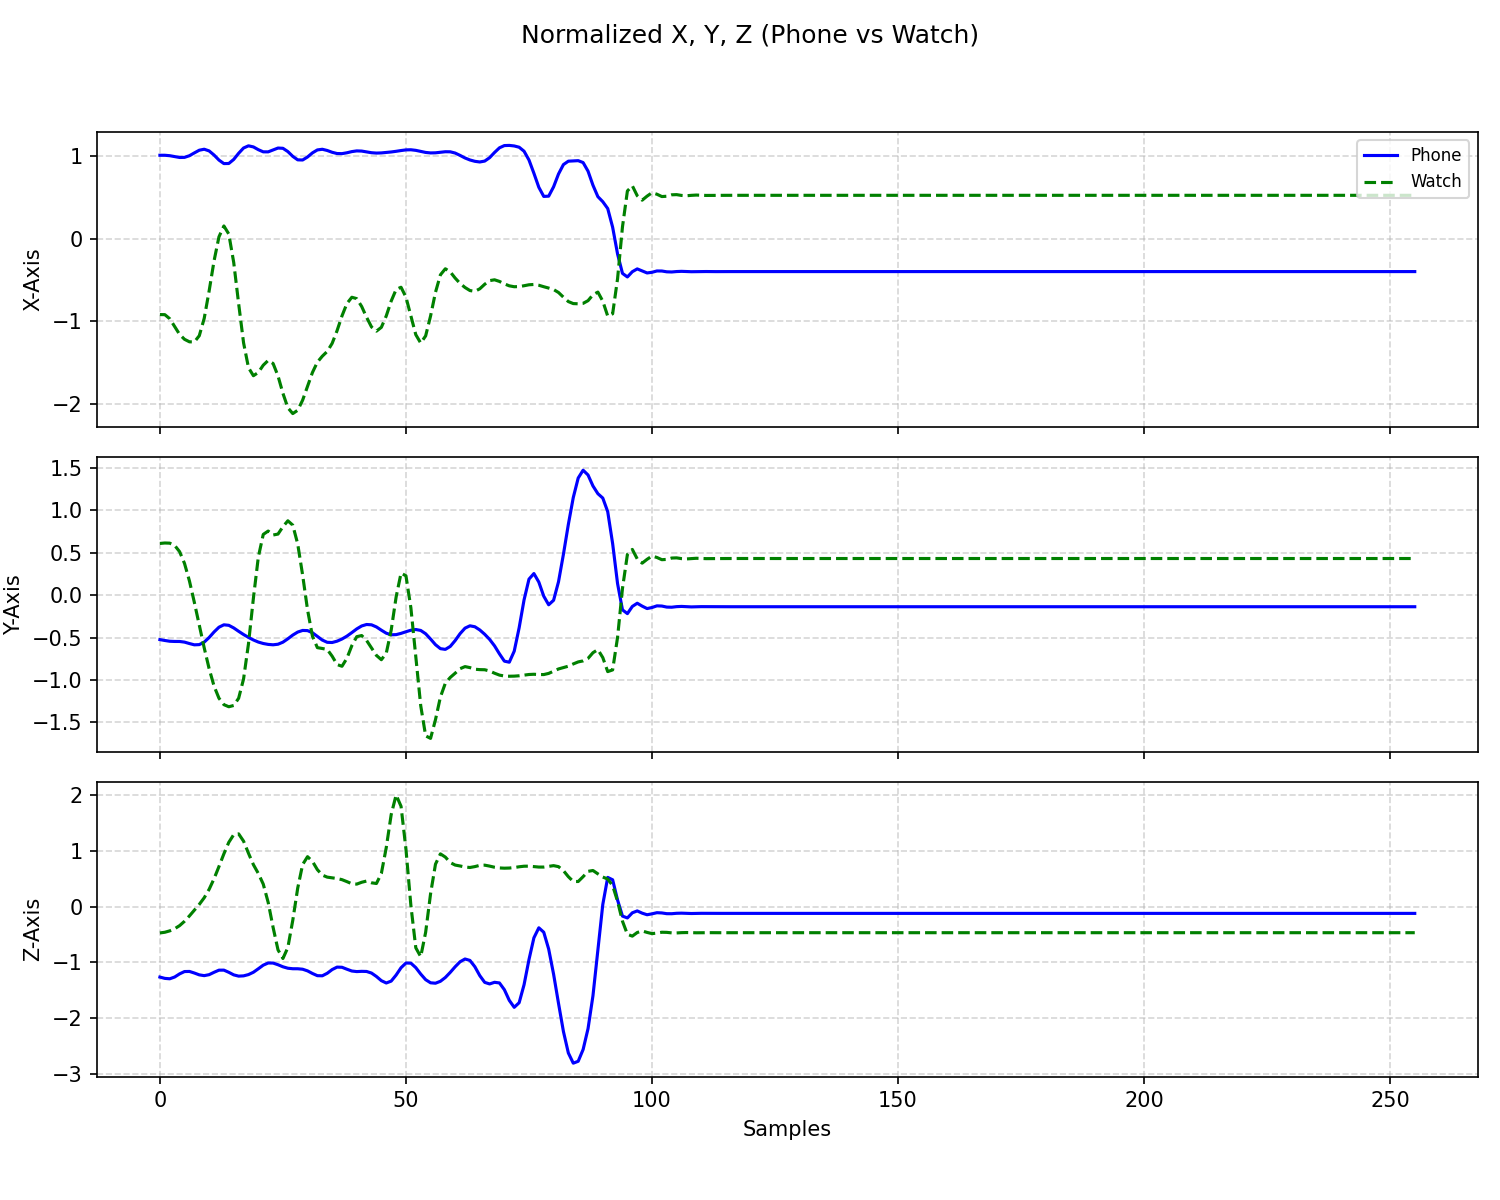 Normalized X, Y, Z (Phone vs Watch)
Phone
Watch
X-Axis
1
0
−1
−2
Y-Axis
1.5
1.0
0.5
0.0
−0.5
−1.0
−1.5
Z-Axis
2
1
0
−1
−2
−3
0 50 100 150 200 250
Samples